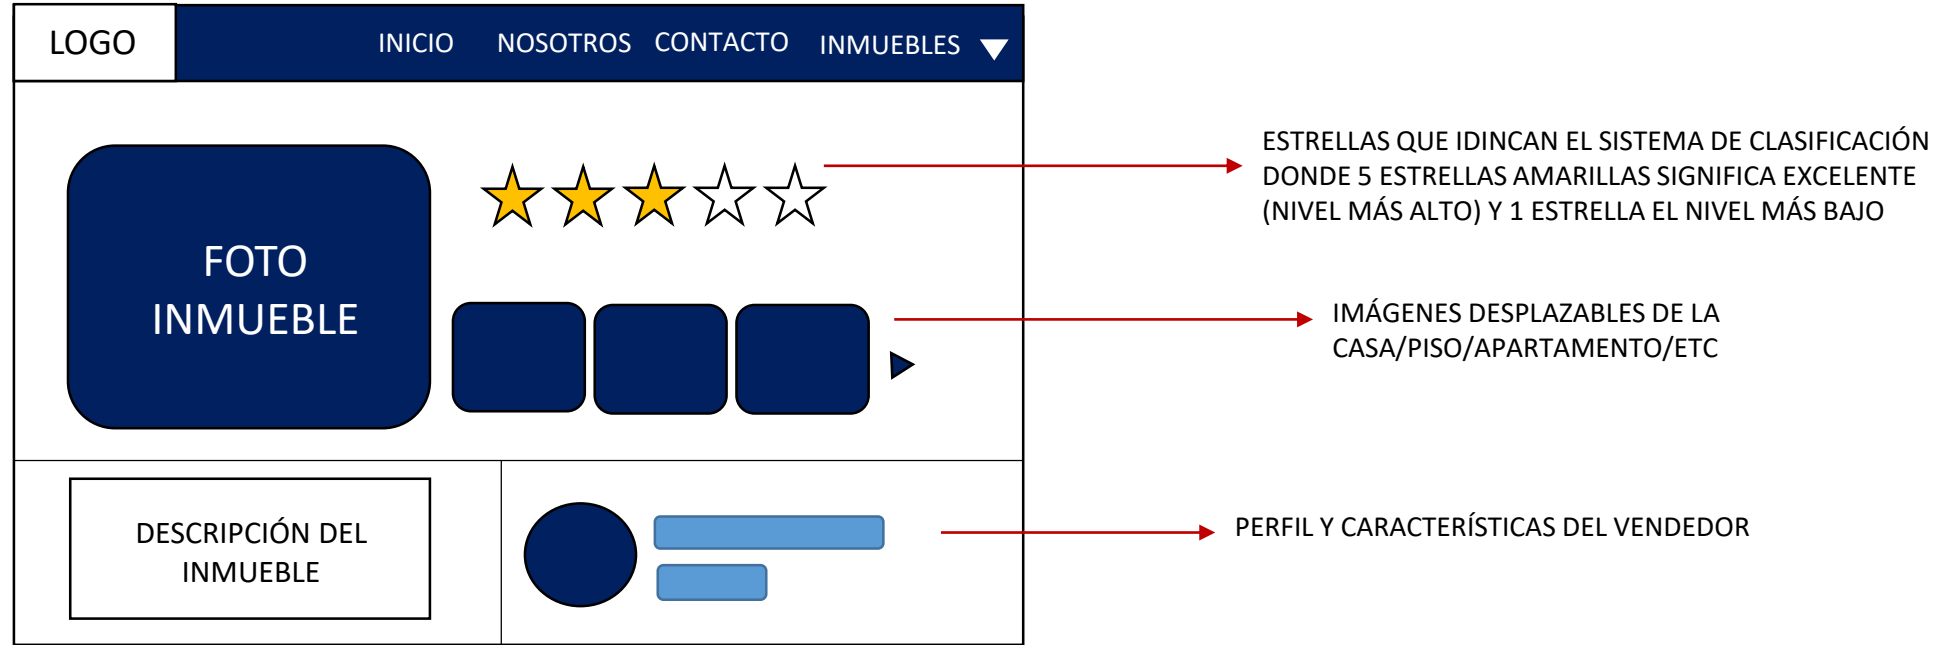 LOGO
INICIO NOSOTROS CONTACTO INMUEBLES
FOTO
INMUEBLE
DESCRIPCIÓN DEL
INMUEBLE
ESTRELLAS QUE IDINCAN EL SISTEMA DE CLASIFICACIÓN
DONDE 5 ESTRELLAS AMARILLAS SIGNIFICA EXCELENTE
(NIVEL MÁS ALTO) Y 1 ESTRELLA EL NIVEL MÁS BAJO
IMÁGENES DESPLAZABLES DE LA
CASA/PISO/APARTAMENTO/ETC
PERFIL Y CARACTERÍSTICAS DEL VENDEDOR